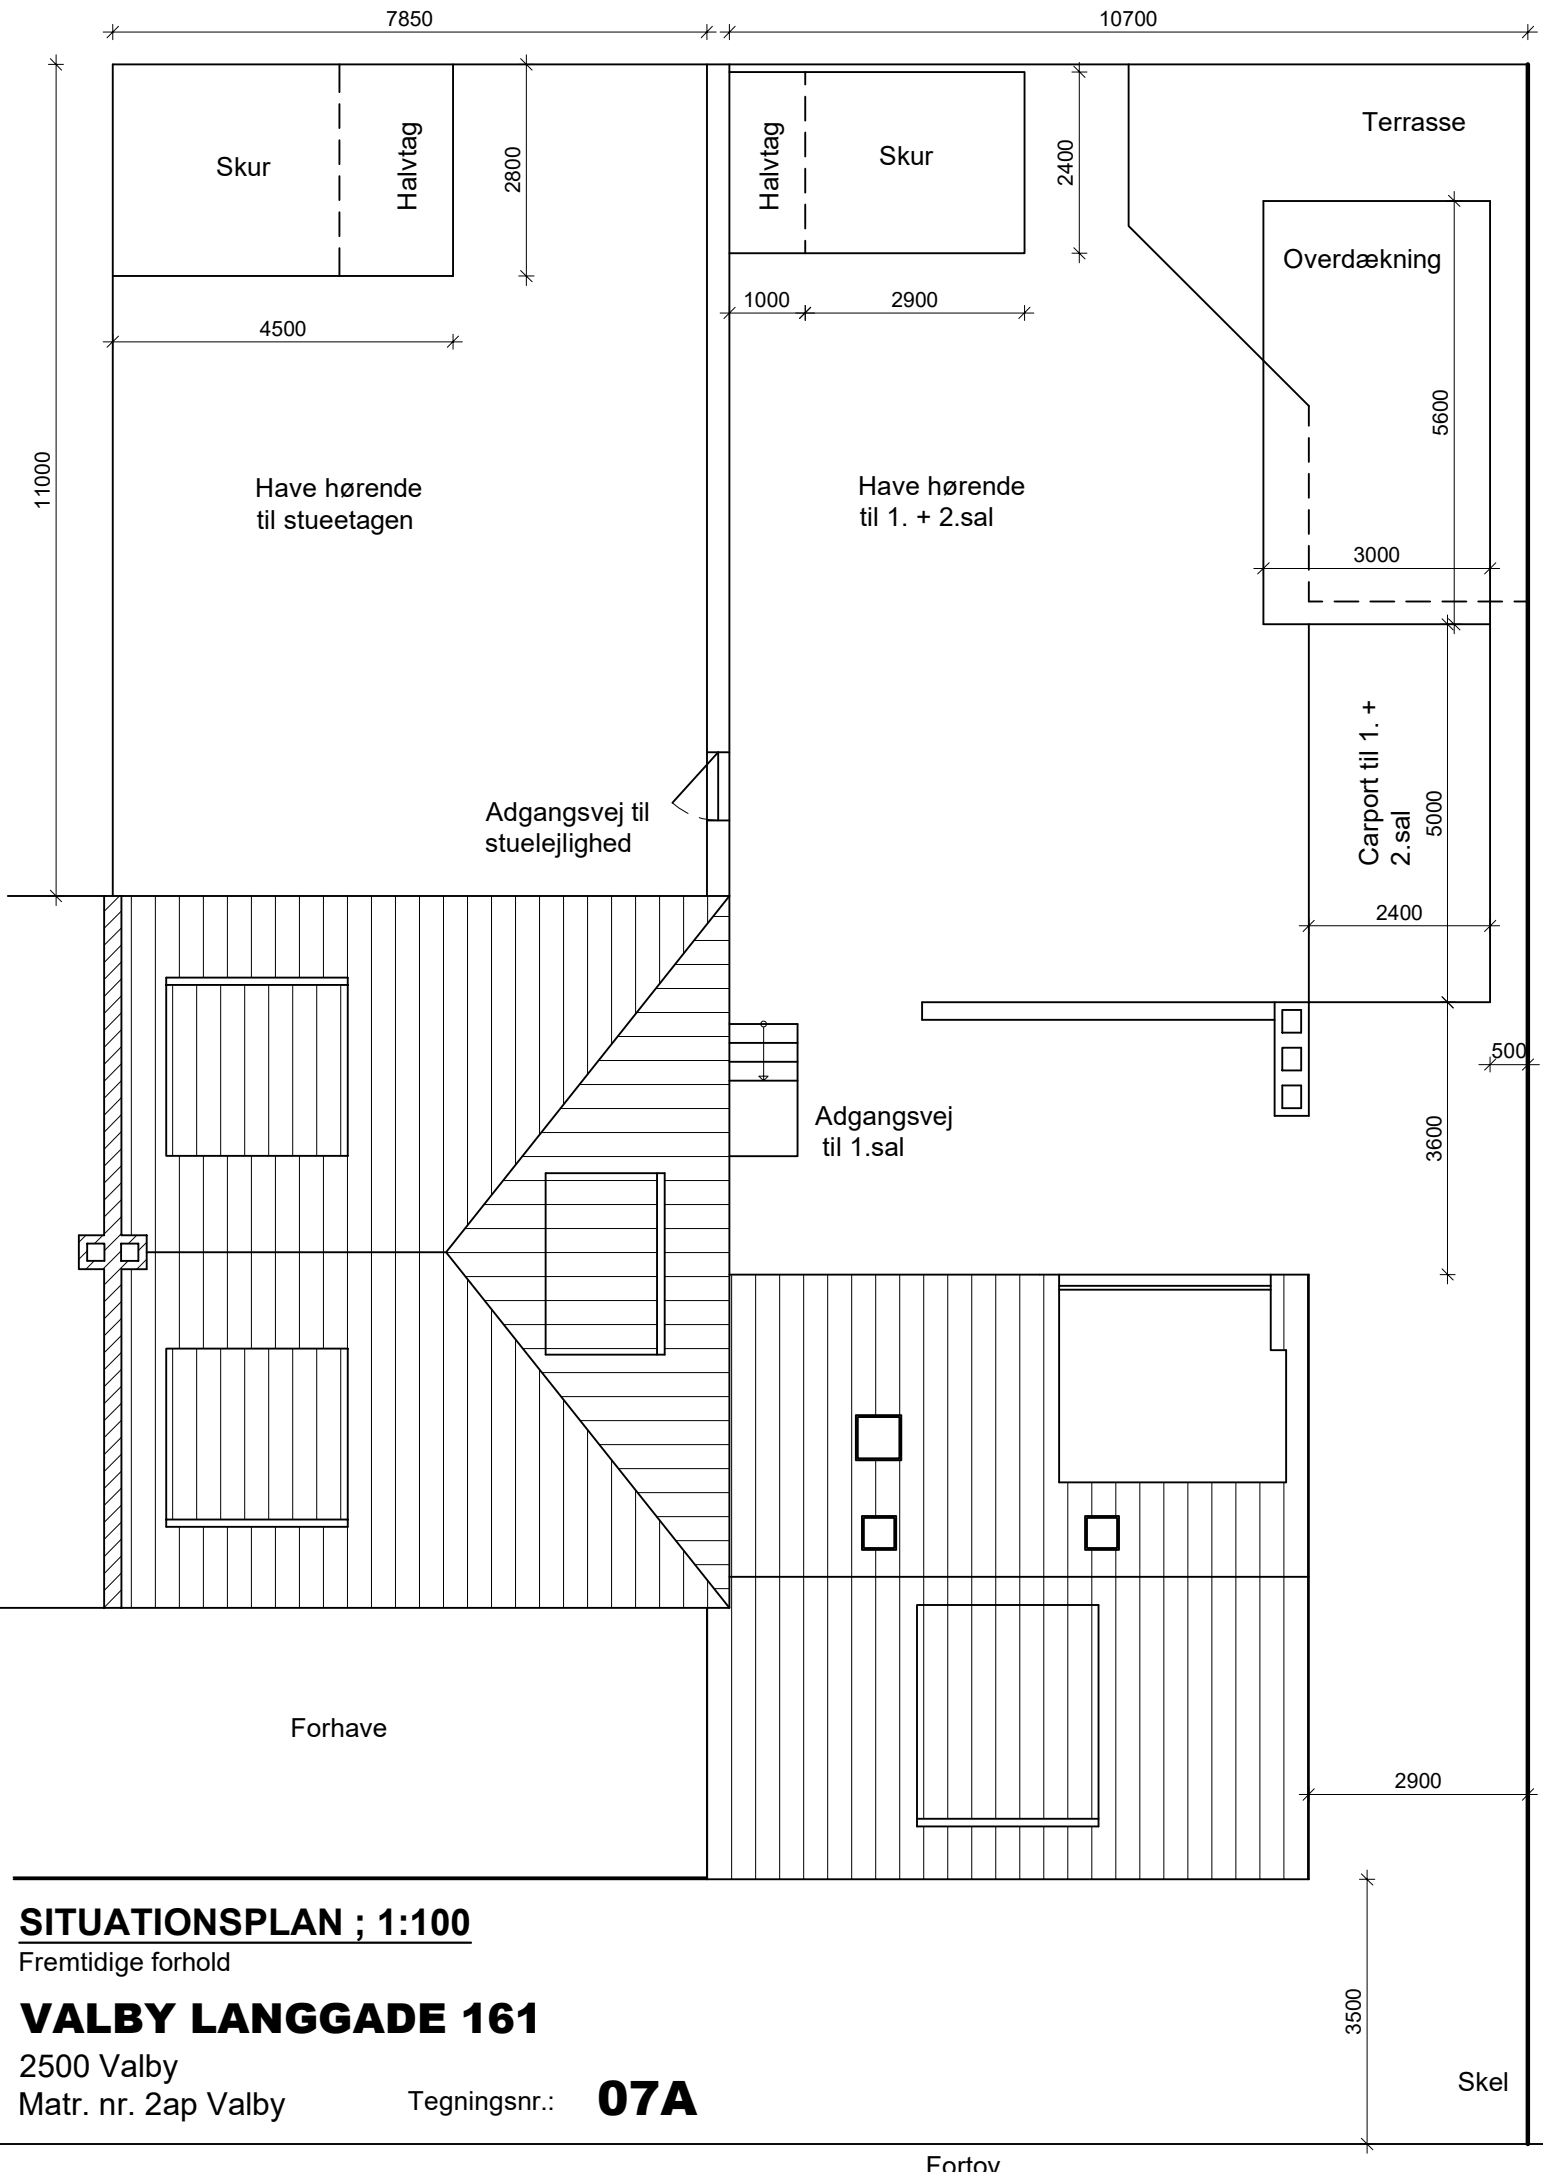 7850
10700
Skur
Halvtag
2800
Halvtag
Skur
2400
Terrasse
Overdækning
1000
2900
4500
11000
5600
Have hørende
til stueetagen
Have hørende
til 1. + 2.sal
3000
Adgangsvej til
stuelejlighed
Carport til 1. +
2.sal
5000
2400
500
Adgangsvej
til 1.sal
3600
Forhave
2900
SITUATIONSPLAN ; 1:100
Fremtidige forhold
VALBY LANGGADE 161
2500 Valby
Matr. nr. 2ap Valby
Tegningsnr.: 07A
3500
Skel
Fortov